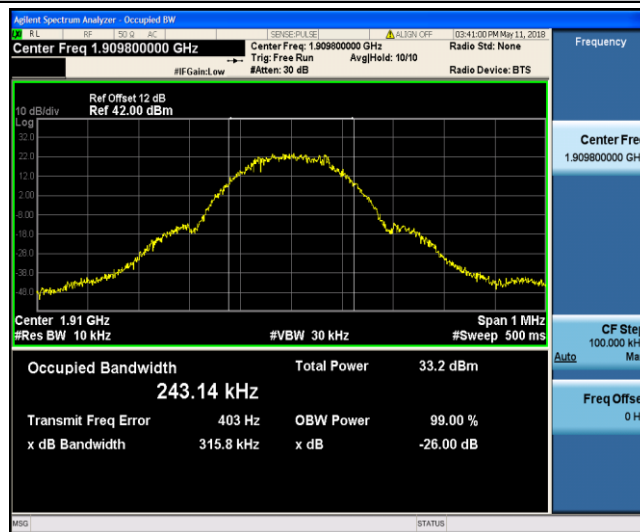 Agilent Spectrum Analyzer - Occupied BW
RL RF 50 Ω AC SENSE:PULSE ALIGN OFF 03:41:00 PM May 11, 2018
Center Freq 1.909800000 GHz
Center Freq: 1.909800000 GHz Radio Std: None
Trig: Free Run Avg|Hold: 10/10
#IFGain:Low #Atten: 30 dB Radio Device: BTS
Frequency
Ref Offset 12 dB
10 dB/div Ref 42.00 dBm
Log
32.0
22.0
12.0
2.00
-8.00
-18.0
-28.0
-38.0
-48.0
Center Fre
1.909800000 GH
Center 1.91 GHz Span 1 MHz
#Res BW 10 kHz #VBW 30 kHz #Sweep 500 ms
CF Step
100.000 kH
Auto Ma
Occupied Bandwidth Total Power 33.2 dBm
243.14 kHz
Transmit Freq Error 403 Hz OBW Power 99.00 %
x dB Bandwidth 315.8 kHz x dB -26.00 dB
Freq Offse
0 H
MSG STATUS